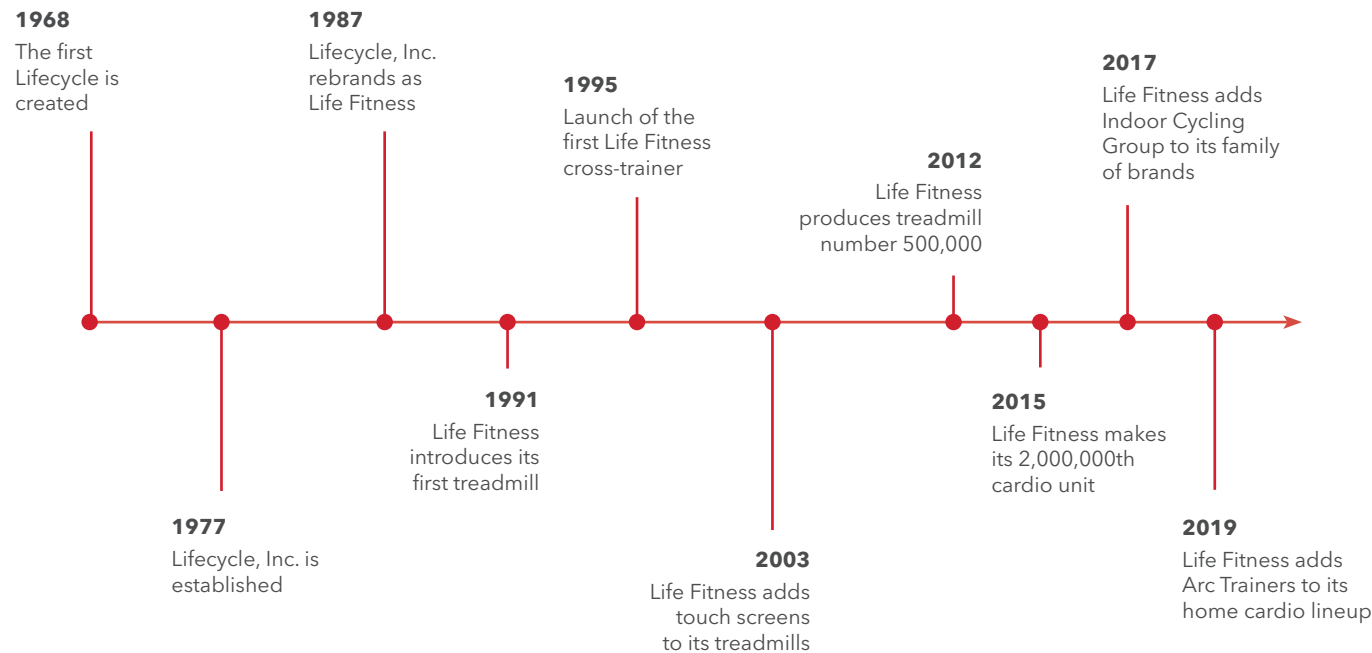 1968
The first
Lifecycle is
created
1977
Lifecycle, Inc. is
established
1987
Lifecycle, Inc.
rebrands as
Life Fitness
1991
Life Fitness
introduces its
first treadmill
1995
Launch of the
first Life Fitness
cross-trainer
2003
Life Fitness adds
touch screens
to its treadmills
2012
Life Fitness
produces treadmill
number 500,000
2015
Life Fitness makes
its 2,000,000th
cardio unit
2017
Life Fitness adds
Indoor Cycling
Group to its family
of brands
2019
Life Fitness adds
Arc Trainers to its
home cardio lineup